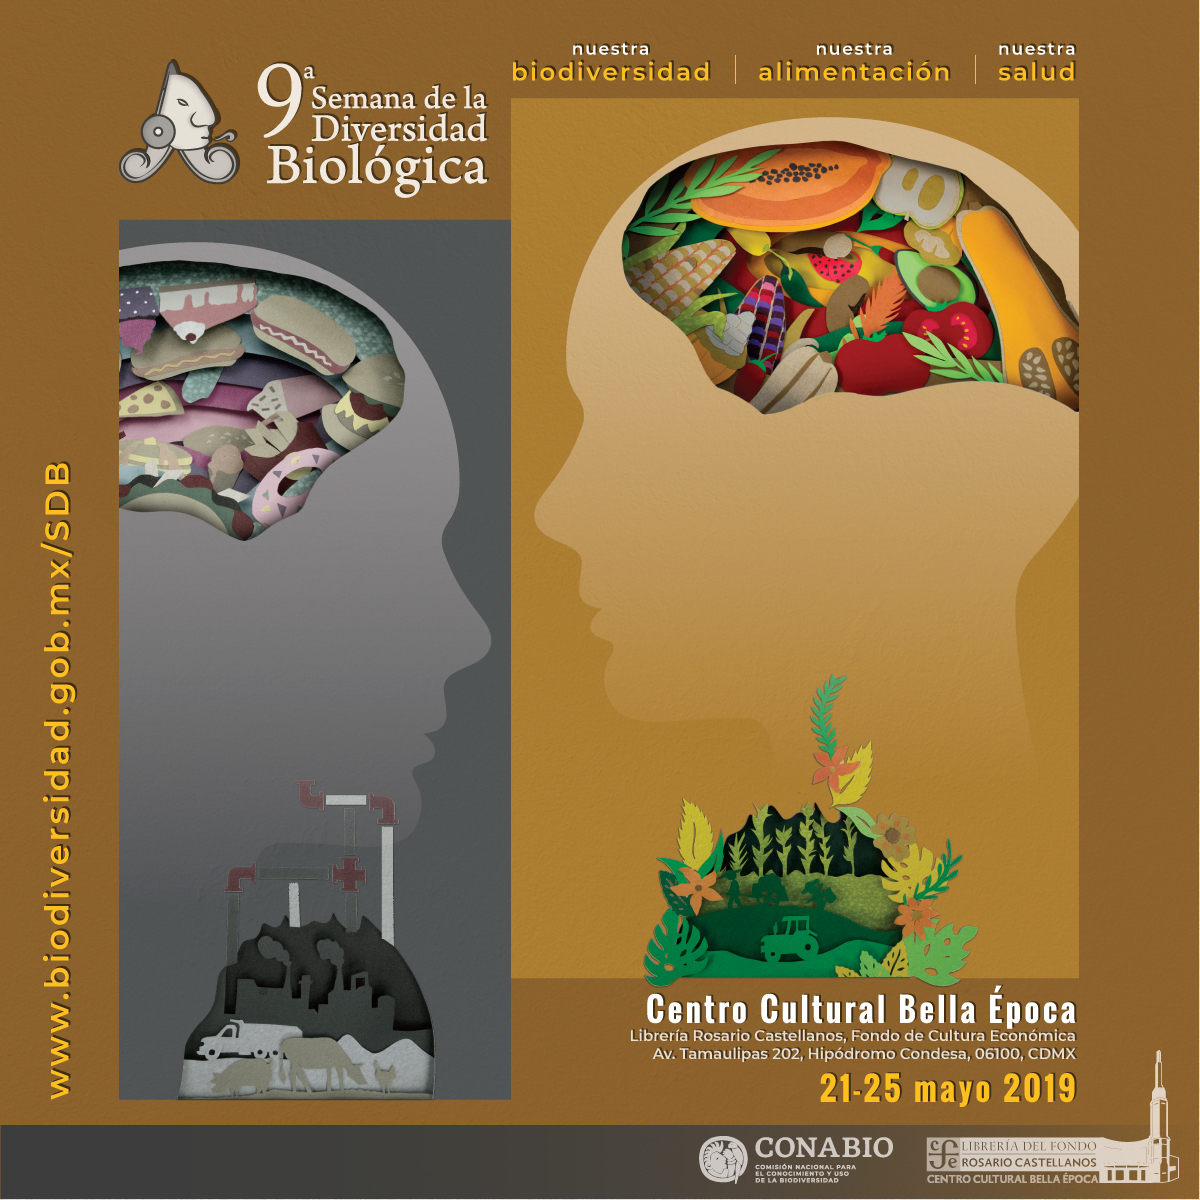 nuestra
biodiversidad
nuestra
alimentación
nuestra
salud
9a
Semana de la
Diversidad
Biológica
www.biodiversidad.gob.mx/SDB
Centro Cultural Bella Época
Librería Rosario Castellanos, Fondo de Cultura Económica
Av. Tamaulipas 202, Hipódromo Condesa, 06100, CDMX
21-25 mayo 2019
CONABIO
COMISIÓN NACIONAL PARA
EL CONOCIMIENTO Y USO
DE LA BIODIVERSIDAD
cfe
LIBRERÍA DEL FONDO
ROSARIO CASTELLANOS
CENTRO CULTURAL BELLA ÉPOCA